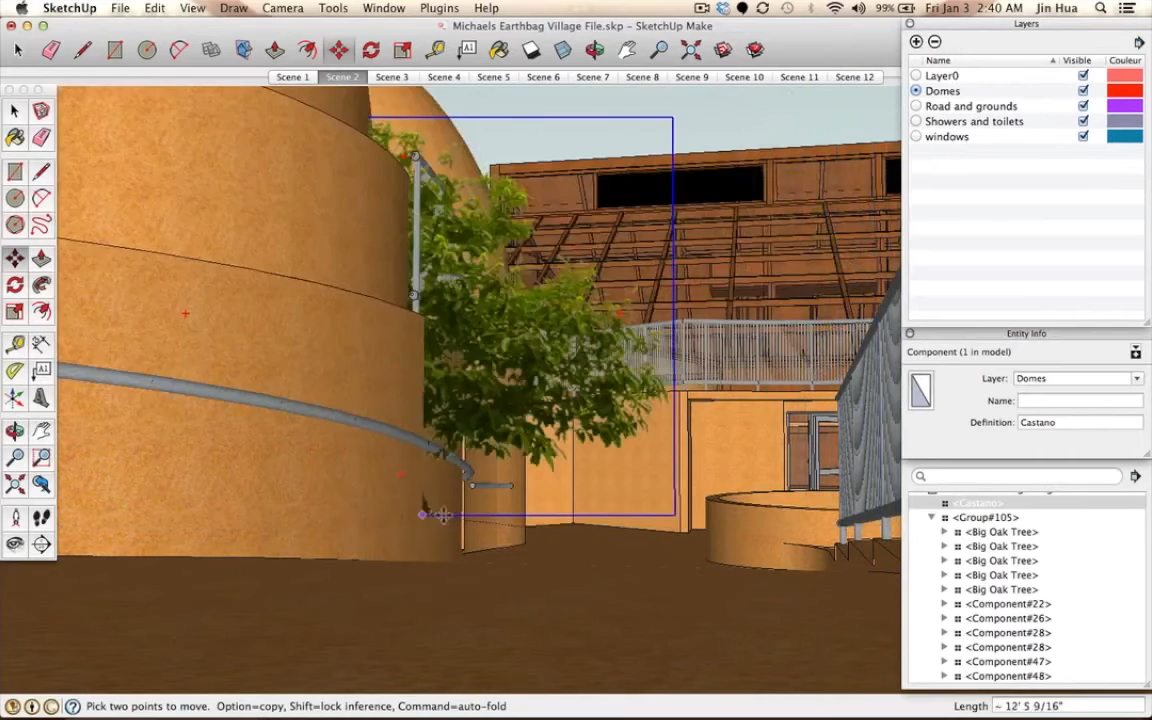 SketchUp File Edit View Draw Camera Tools Window Plugins Help 99% Fri Jan 3 2:40 AM Jin Hua
Michaels Earthbag Village File.skp - SketchUp Make
Layers
Scene 1 Scene 2 Scene 3 Scene 4 Scene 5 Scene 6 Scene 7 Scene 8 Scene 9 Scene 10 Scene 11 Scene 12
Name Visible Couleur
Layer0
Domes
Road and grounds
Showers and toilets
windows
Entity Info
Component (1 in model)
Layer: Domes
Name:
Definition: Castano
<Castano>
<Group#105>
<Big Oak Tree>
<Big Oak Tree>
<Big Oak Tree>
<Big Oak Tree>
<Big Oak Tree>
<Component#22>
<Component#26>
<Component#28>
<Component#28>
<Component#47>
<Component#48>
Pick two points to move. Option=copy, Shift=lock inference, Command=auto-fold
Length ~ 12' 5 9/16"